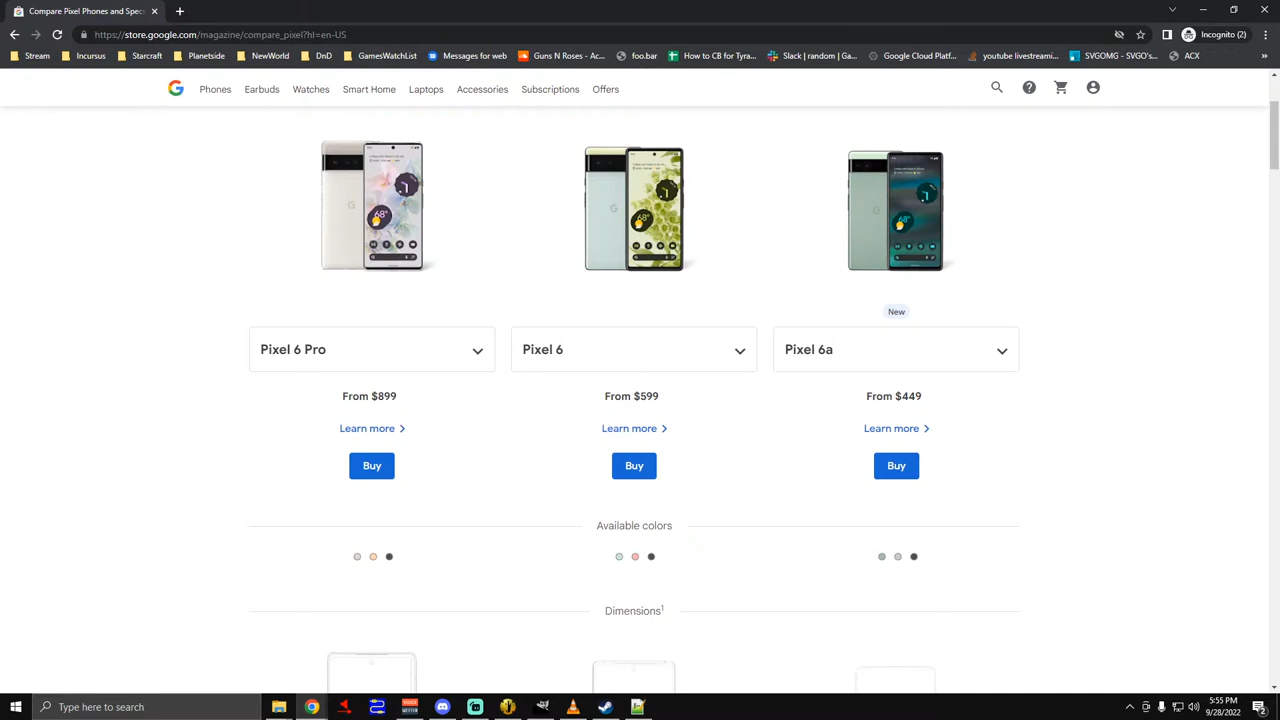 Compare Pixel Phones and Spec
https://store.google.com/magazine/compare_pixel?hl=en-US
Incognito (2)
Stream
Incursus
Starcraft
Planetside
NewWorld
DnD
GamesWatchList
Messages for Web
Guns N Roses - Ac...
foo.bar
How to CB for Tyra...
Slack | random | Ga...
Google Cloud Platfo...
youtube livestreami...
SVGOMG - SVGO's...
ACX
Phones
Earbuds
Watches
Smart Home
Laptops
Accessories
Subscriptions
Offers
New
Pixel 6 Pro
Pixel 6
Pixel 6a
From $899
From $599
From $449
Learn more
Learn more
Learn more
Buy
Buy
Buy
Available colors
Dimensions1
Type here to search
5:55 PM
9/28/2022